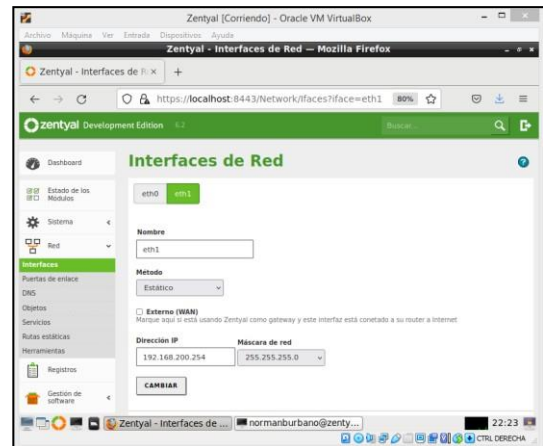 Zentyal [Corriendo] - Oracle VM VirtualBox
Archivo Máquina Ver Entrada Dispositivos Ayuda
Zentyal - Interfaces de Red — Mozilla Firefox
Zentyal - Interfaces de R
https://localhost:8443/Network/Ifaces?iface=eth1 80%
zentyal Development Edition 6.2
Buscar...
Dashboard
Estado de los Módulos
Sistema
Red
Interfaces
Puertas de enlace
DNS
Objetos
Servicios
Rutas estáticas
Herramientas
Registros
Gestión de software
Interfaces de Red
eth0 eth1
Nombre
eth1
Método
Estático
Externo (WAN)
Marque aquí si está usando Zentyal como gateway y este interfaz está conetado a su router a Internet
Dirección IP Máscara de red
192.168.200.254 255.255.255.0
CAMBIAR
Zentyal - Interfaces de ... normanburbano@zenty... 22:23
CTRL DERECHA